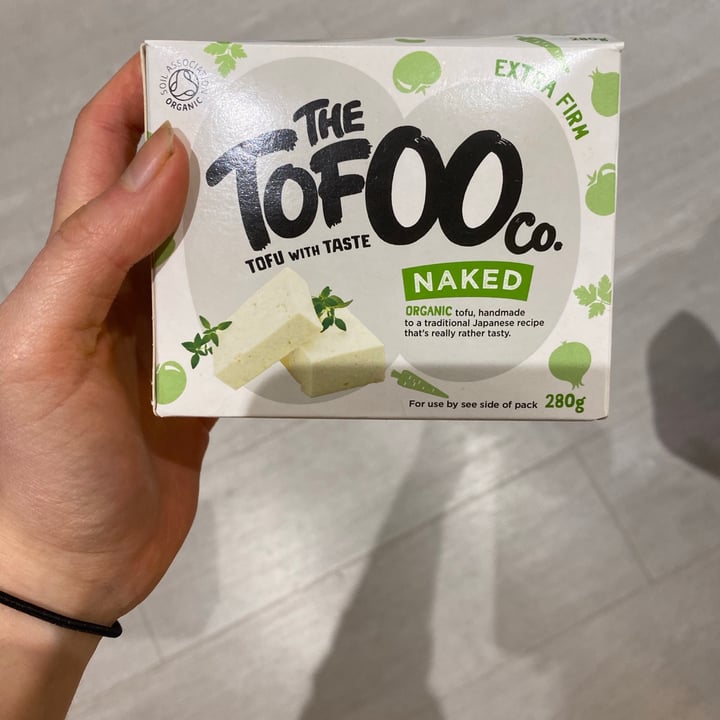 280g
SOIL ASSOCIATION
ORGANIC
EXTRA FIRM
THE
TOFOO Co.
TOFU WITH TASTE
NAKED
ORGANIC tofu, handmade
to a traditional Japanese recipe
that's really rather tasty.
For use by see side of pack 280g